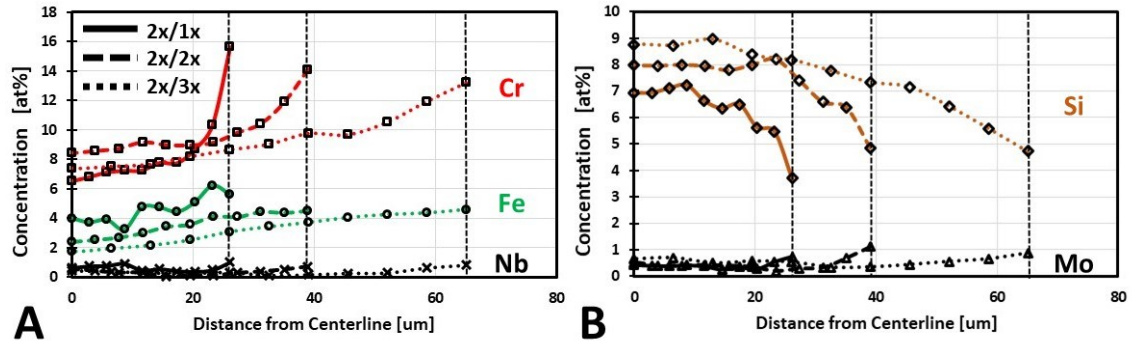 Concentration [at%]
18
16
14
12
10
8
6
4
2
0
2x/1x
2x/2x
2x/3x
Cr
Fe
Nb
0 20 40 60 80
Distance from Centerline [um]
A
Concentration [at%]
10
9
8
7
6
5
4
3
2
1
0
Si
Mo
0 20 40 60 80
Distance from Centerline [um]
B